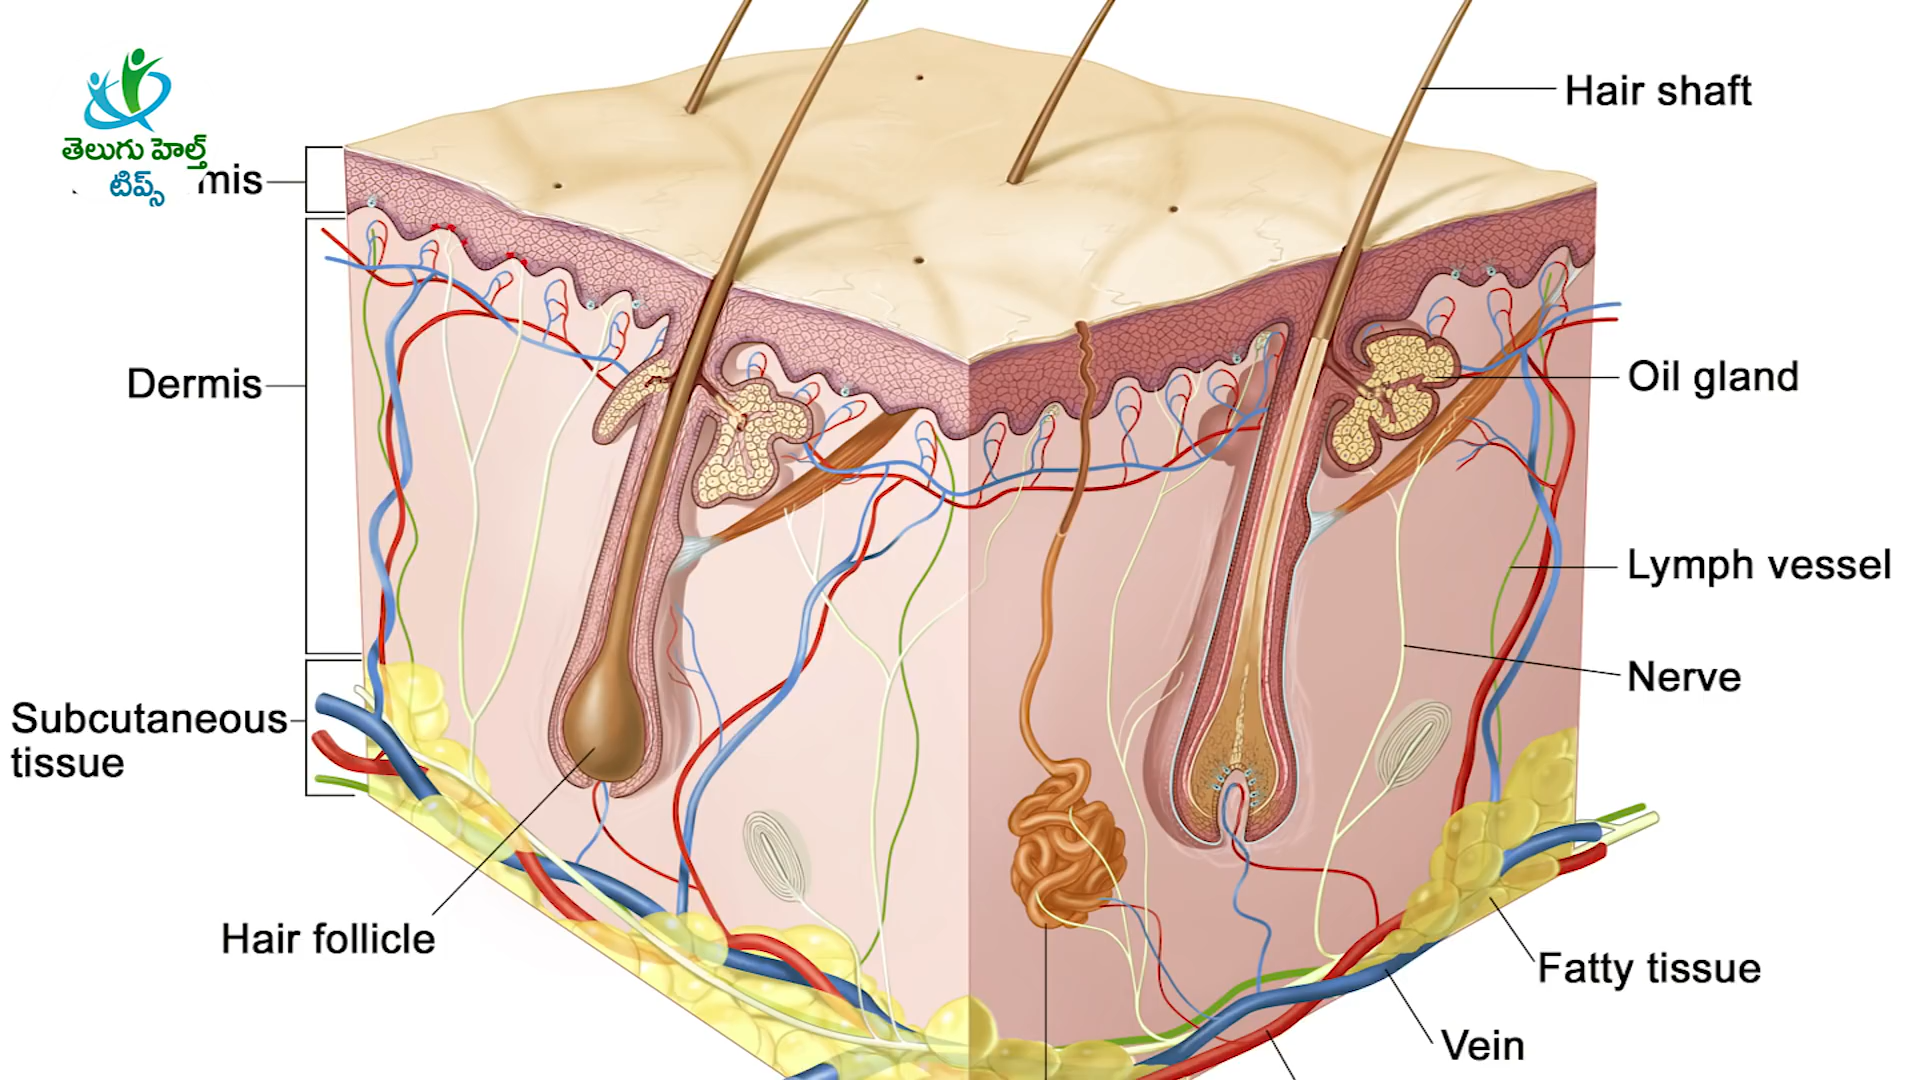 తెలుగు హెల్త్
టిప్స్
mis
Dermis
Subcutaneous
tissue
Hair follicle
Hair shaft
Oil gland
Lymph vessel
Nerve
Fatty tissue
Vein